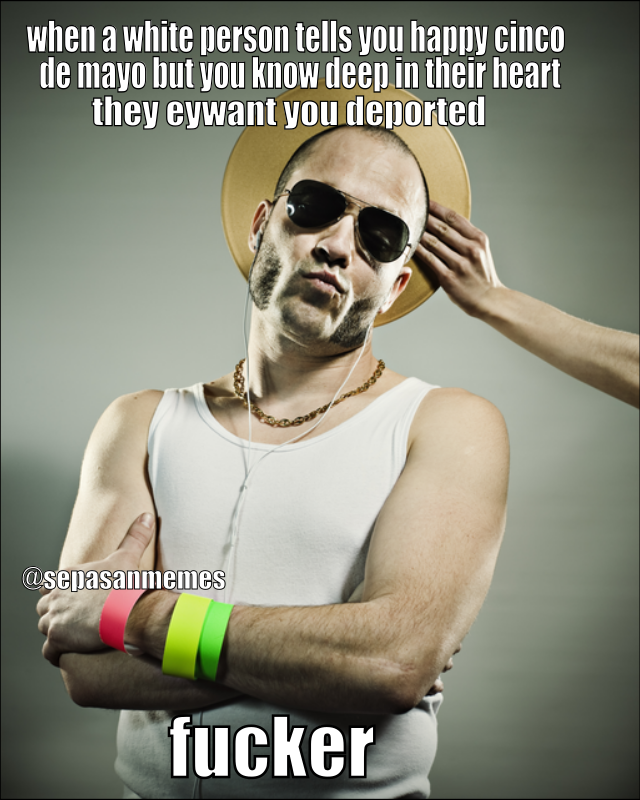 when a white person tells you happy cinco
de mayo but you know deep in their heart
they eywant you deported
@sepasanmemes
fucker